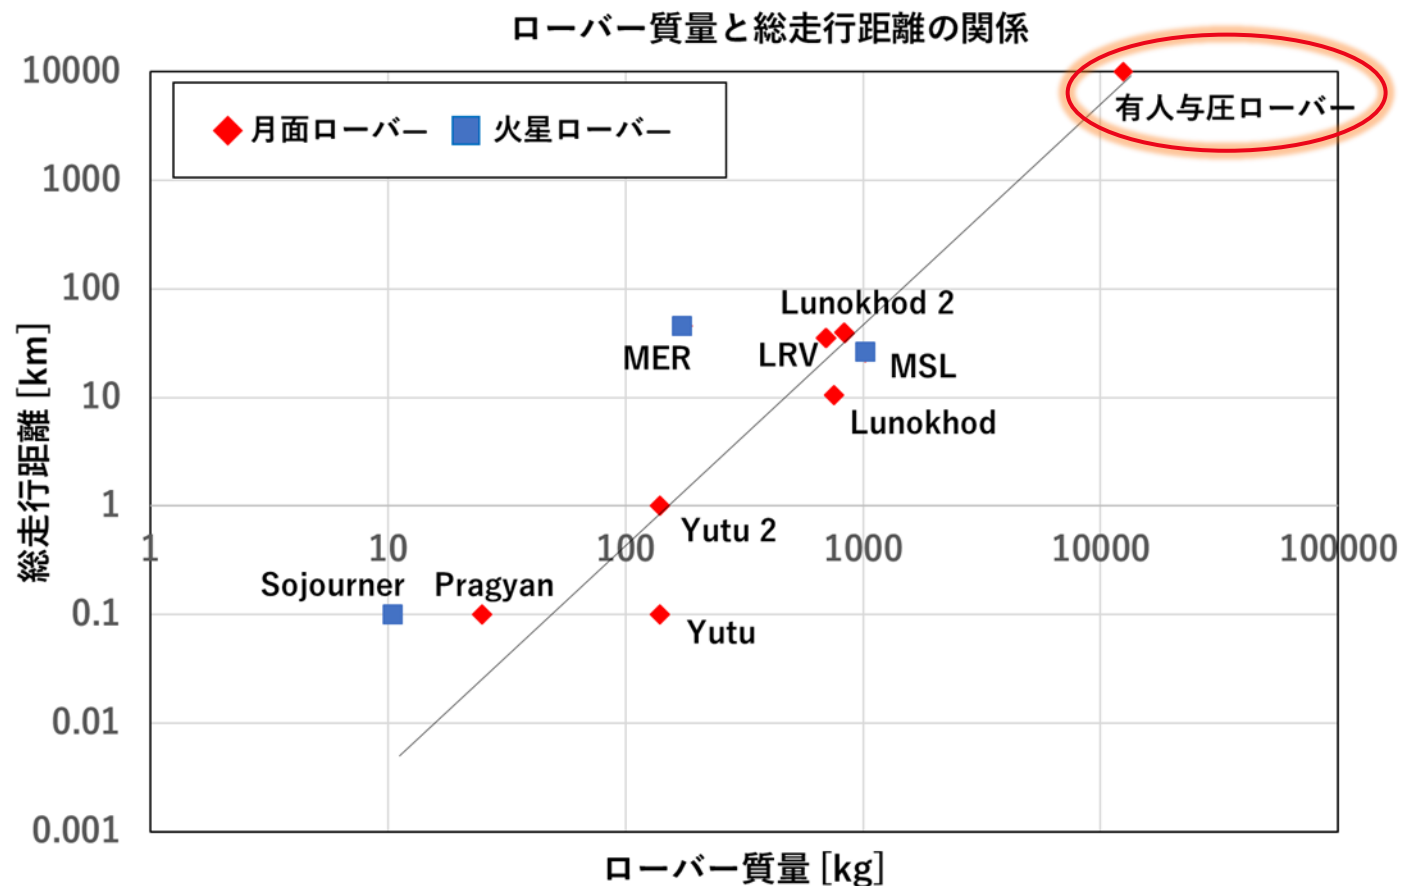 ローバー質量と総走行距離の関係
10000
有人与圧ローバー
月面ローバー 火星ローバー
1000
100
Lunokhod 2
MER
LRV
MSL
10
Lunokhod
1
Yutu 2
1 10 100 1000 10000 100000
Sojourner Pragyan
0.1
Yutu
0.01
0.001
総走行距離 [km]
ローバー質量 [kg]